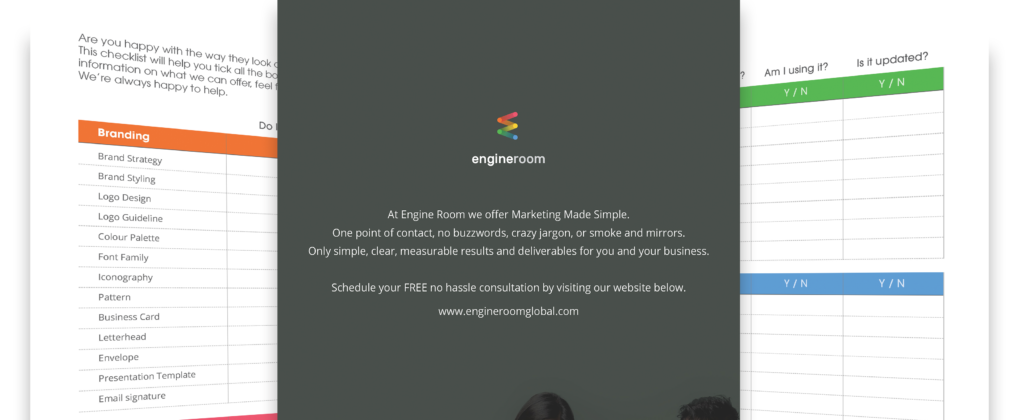 Are you happy with the way they look
This checklist will help you tick all the
information on what we can offer, feel
We're always happy to help.
Do
Branding
Brand Strategy
Brand Styling
Logo Design
Logo Guideline
Colour Palette
Font Family
Iconography
Pattern
Business Card
Letterhead
Envelope
Presentation Template
Email signature
engineroom
At Engine Room we offer Marketing Made Simple.
One point of contact, no buzzwords, crazy jargon, or smoke and mirrors.
Only simple, clear, measurable results and deliverables for you and your business.
Schedule your FREE no hassle consultation by visiting our website below.
www.engineroomglobal.com
? Am I using it? Is it updated?
Y / N Y / N
Y / N Y / N